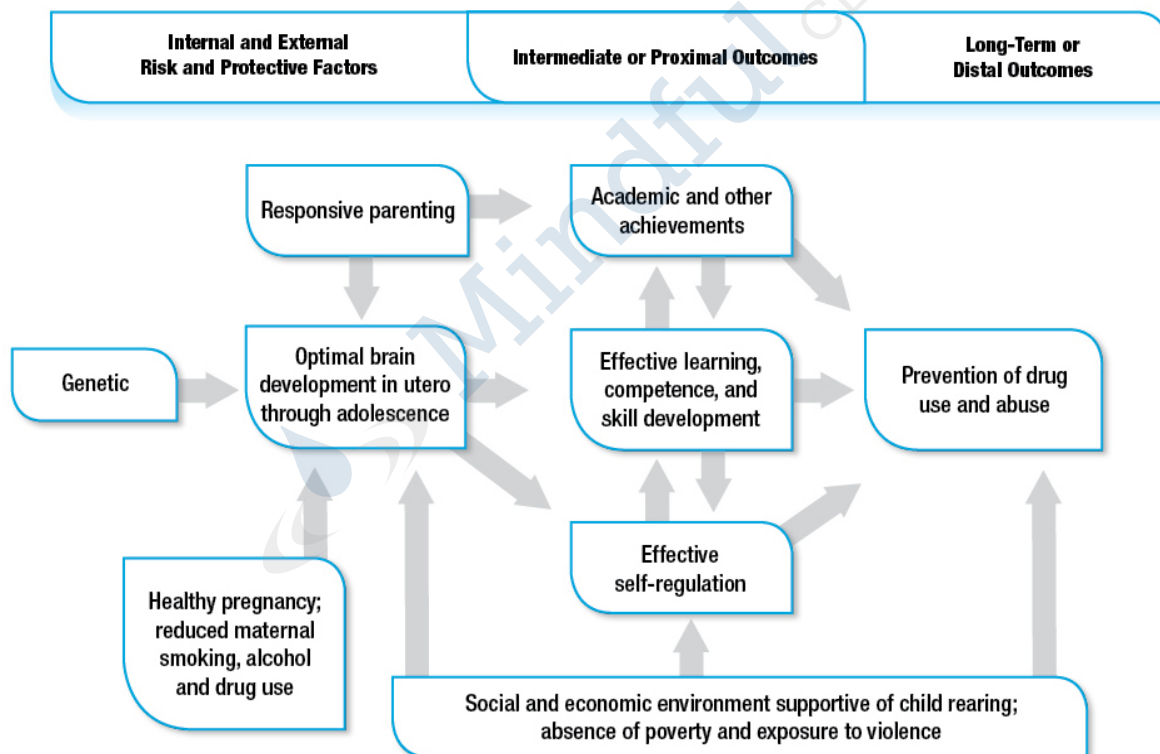 Internal and External
Risk and Protective Factors
Intermediate or Proximal Outcomes
Long-Term or
Distal Outcomes
Responsive parenting
Academic and other
achievements
Genetic
Optimal brain
development in utero
through adolescence
Effective learning,
competence, and
skill development
Prevention of drug
use and abuse
Effective
self-regulation
Healthy pregnancy;
reduced maternal
smoking, alcohol
and drug use
Social and economic environment supportive of child rearing;
absence of poverty and exposure to violence
Mindful